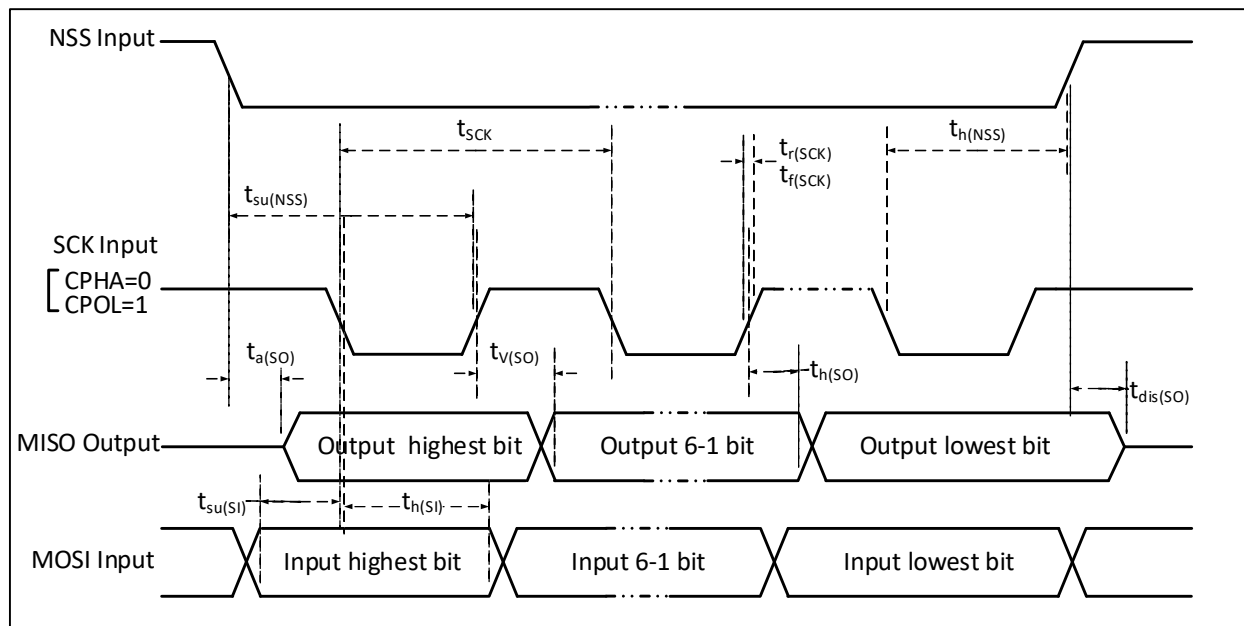 NSS Input
tSCK
th(NSS)
tr(SCK)
tf(SCK)
tsu(NSS)
SCK Input
CPHA=0
CPOL=1
ta(SO)
tV(SO)
th(SO)
tdis(SO)
MISO Output
Output highest bit
Output 6-1 bit
Output lowest bit
tsu(SI)
th(SI)
MOSI Input
Input highest bit
Input 6-1 bit
Input lowest bit